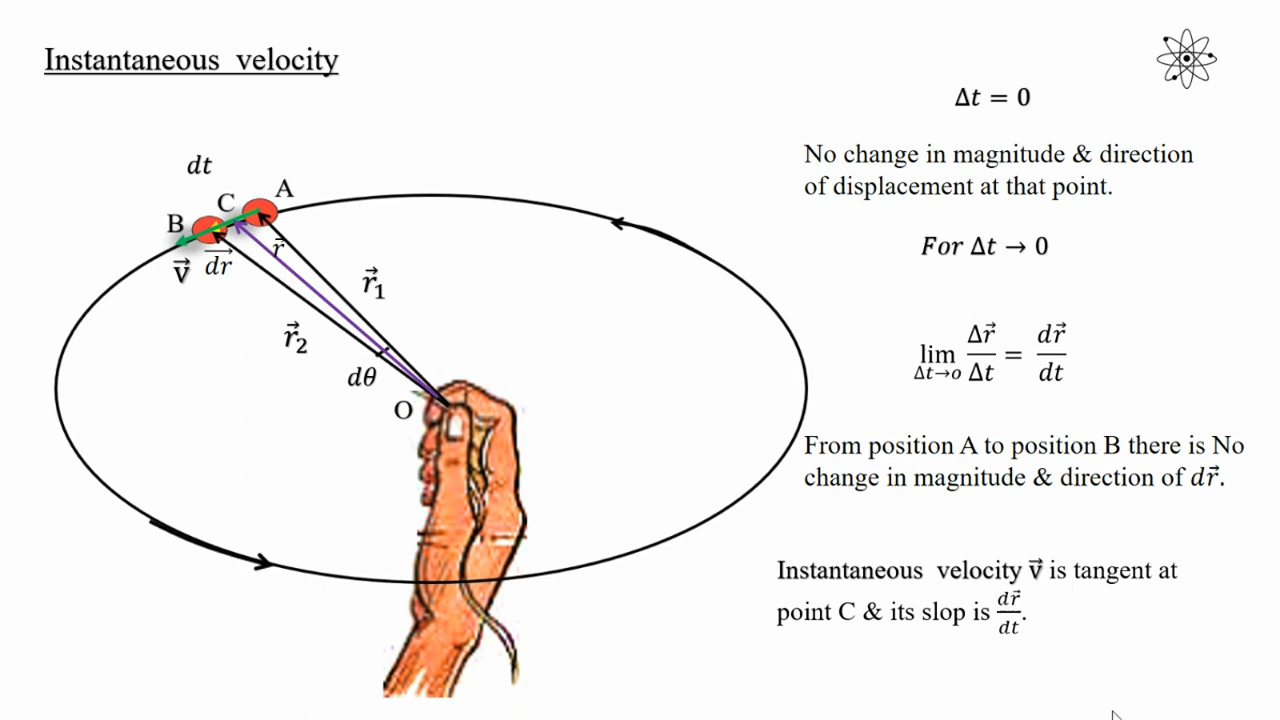 Instantaneous velocity
Δt = 0
No change in magnitude & direction
of displacement at that point.
For Δt → 0
lim Δt→o Δr⃗/Δt = dr⃗/dt
From position A to position B there is No
change in magnitude & direction of dr⃗.
Instantaneous velocity v⃗ is tangent at
point C & its slop is dr⃗/dt.
dt
A
C
B
v⃗
dr⃗
r⃗
r⃗₁
r⃗₂
dθ
O